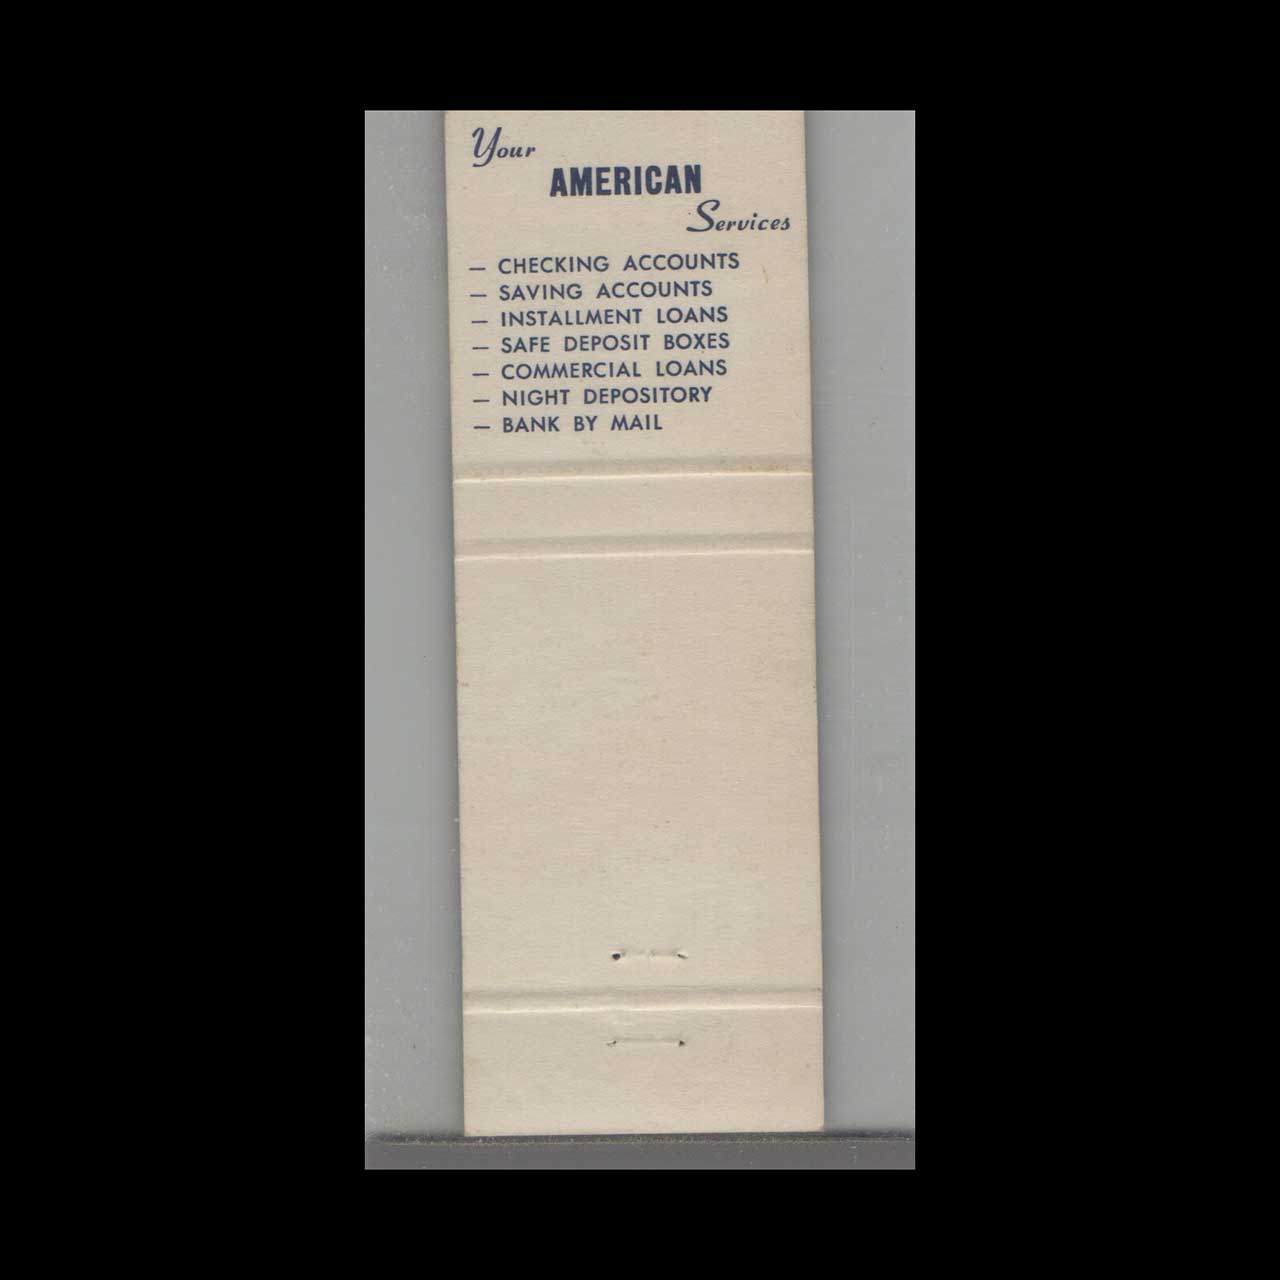 Your
AMERICAN
Services
— CHECKING ACCOUNTS
— SAVING ACCOUNTS
— INSTALLMENT LOANS
— SAFE DEPOSIT BOXES
— COMMERCIAL LOANS
— NIGHT DEPOSITORY
— BANK BY MAIL